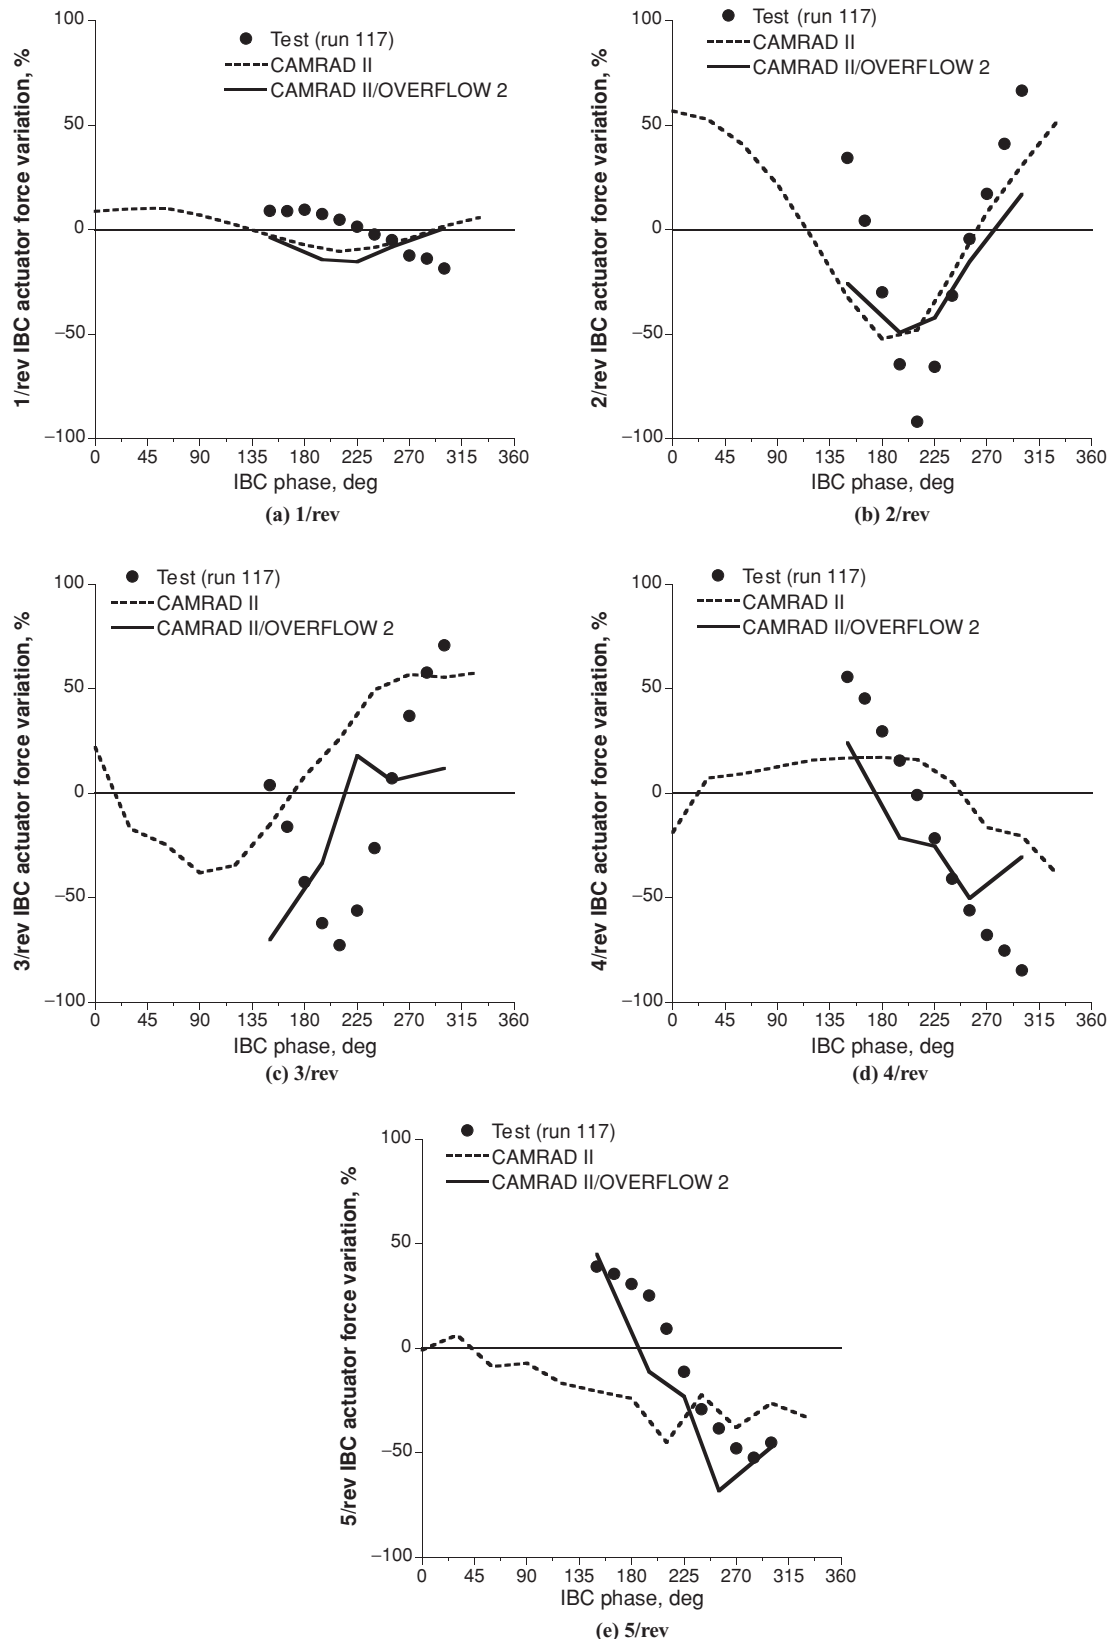 Test (run 117)
CAMRAD II
CAMRAD II/OVERFLOW 2
1/rev IBC actuator force variation, %
100
50
0
−50
−100
0 45 90 135 180 225 270 315 360
IBC phase, deg
(a) 1/rev
Test (run 117)
CAMRAD II
CAMRAD II/OVERFLOW 2
2/rev IBC actuator force variation, %
100
50
0
−50
−100
0 45 90 135 180 225 270 315 360
IBC phase, deg
(b) 2/rev
Test (run 117)
CAMRAD II
CAMRAD II/OVERFLOW 2
3/rev IBC actuator force variation, %
100
50
0
−50
−100
0 45 90 135 180 225 270 315 360
IBC phase, deg
(c) 3/rev
Test (run 117)
CAMRAD II
CAMRAD II/OVERFLOW 2
4/rev IBC actuator force variation, %
100
50
0
−50
−100
0 45 90 135 180 225 270 315 360
IBC phase, deg
(d) 4/rev
Test (run 117)
CAMRAD II
CAMRAD II/OVERFLOW 2
5/rev IBC actuator force variation, %
100
50
0
−50
−100
0 45 90 135 180 225 270 315 360
IBC phase, deg
(e) 5/rev